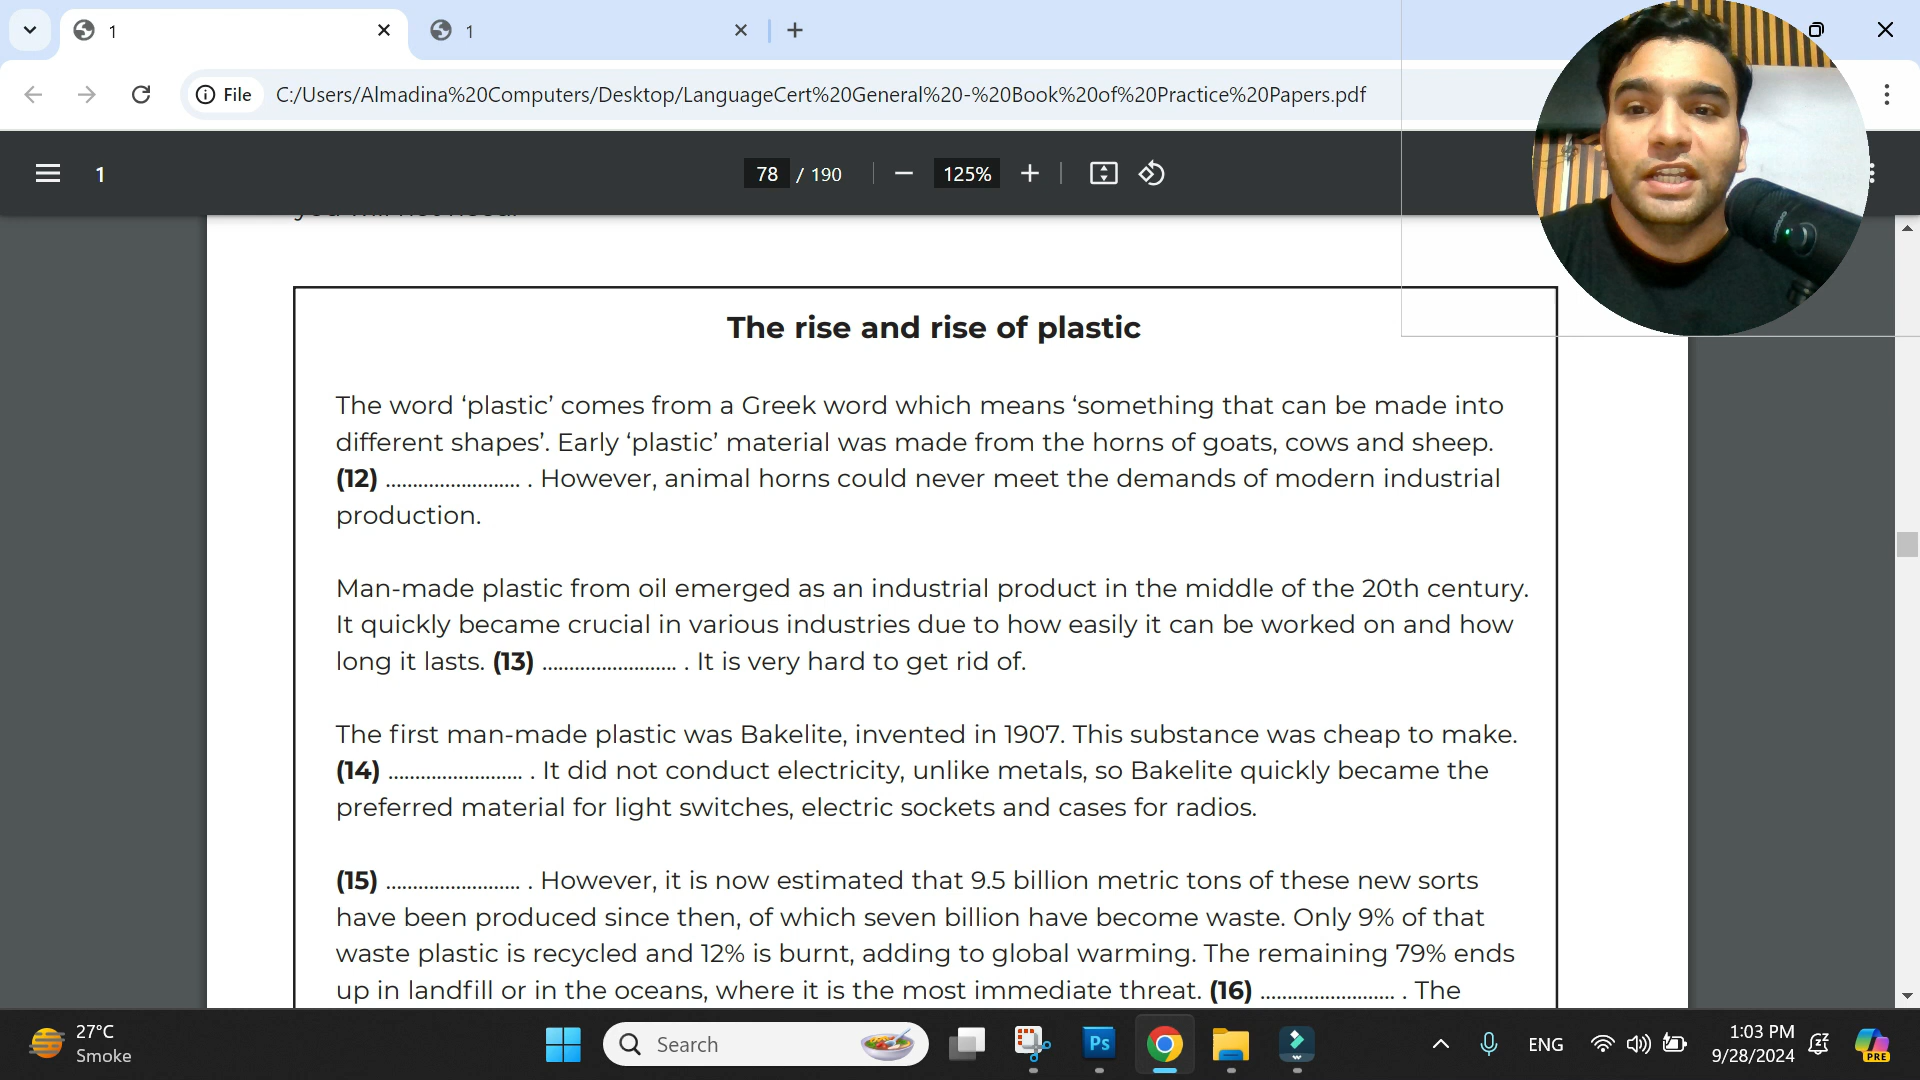 1
1
File
C:/Users/Almadina%20Computers/Desktop/LanguageCert%20General%20-%20Book%20of%20Practice%20Papers.pdf
1
78 / 190
125%
The rise and rise of plastic
The word ‘plastic’ comes from a Greek word which means ‘something that can be made into
different shapes’. Early ‘plastic’ material was made from the horns of goats, cows and sheep.
(12) ......................... . However, animal horns could never meet the demands of modern industrial
production.
Man-made plastic from oil emerged as an industrial product in the middle of the 20th century.
It quickly became crucial in various industries due to how easily it can be worked on and how
long it lasts. (13) ......................... . It is very hard to get rid of.
The first man-made plastic was Bakelite, invented in 1907. This substance was cheap to make.
(14) ......................... . It did not conduct electricity, unlike metals, so Bakelite quickly became the
preferred material for light switches, electric sockets and cases for radios.
(15) ......................... . However, it is now estimated that 9.5 billion metric tons of these new sorts
have been produced since then, of which seven billion have become waste. Only 9% of that
waste plastic is recycled and 12% is burnt, adding to global warming. The remaining 79% ends
up in landfill or in the oceans, where it is the most immediate threat. (16) ......................... . The
27°C
Smoke
Search
Ps
ENG
1:03 PM
9/28/2024
PRE